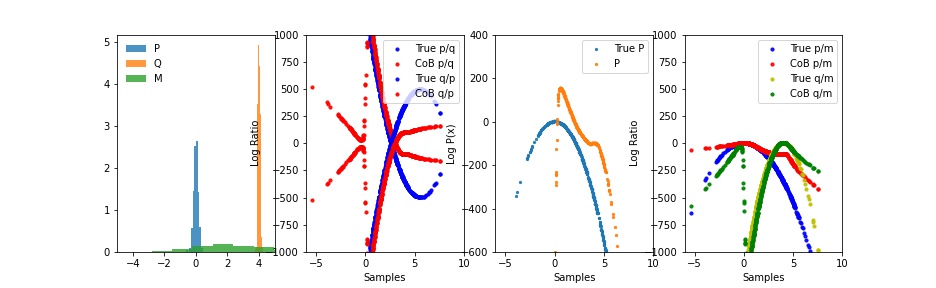 P
Q
M
5
4
3
2
1
0
−4
−2
0
2
4
Log Ratio
1000
750
500
250
0
−250
−500
−750
1000
True p/q
CoB p/q
True q/p
CoB q/p
−5
0
5
10
Samples
Log P(x)
400
200
0
−200
−400
−600
True P
P
−5
0
5
10
Samples
Log Ratio
1000
750
500
250
0
−250
−500
−750
1000
True p/m
CoB p/m
True q/m
CoB q/m
−5
0
5
10
Samples